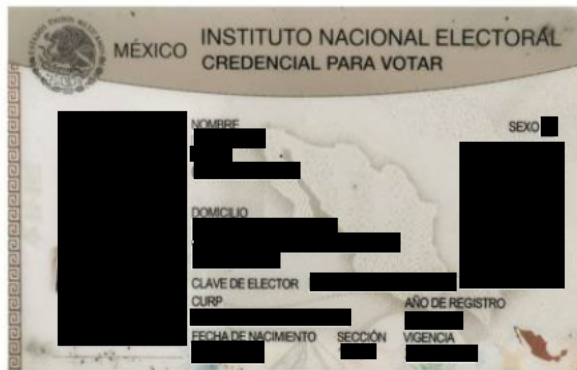 MÉXICO
INSTITUTO NACIONAL ELECTORAL
CREDENCIAL PARA VOTAR
NOMBRE
SEXO
DOMICILIO
CLAVE DE ELECTOR
CURP
AÑO DE REGISTRO
FECHA DE NACIMIENTO
SECCIÓN
VIGENCIA